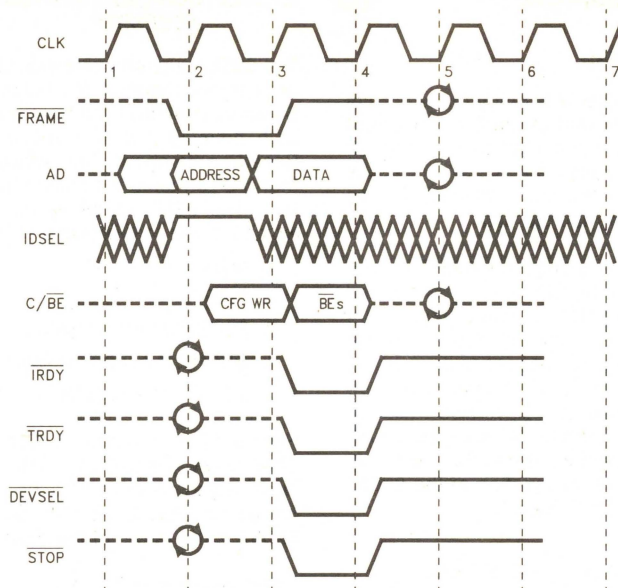 CLK
1 2 3 4 5 6 7
FRAME
AD ADDRESS DATA
IDSEL
C/BE CFG WR BEs
IRDY
TRDY
DEVSEL
STOP